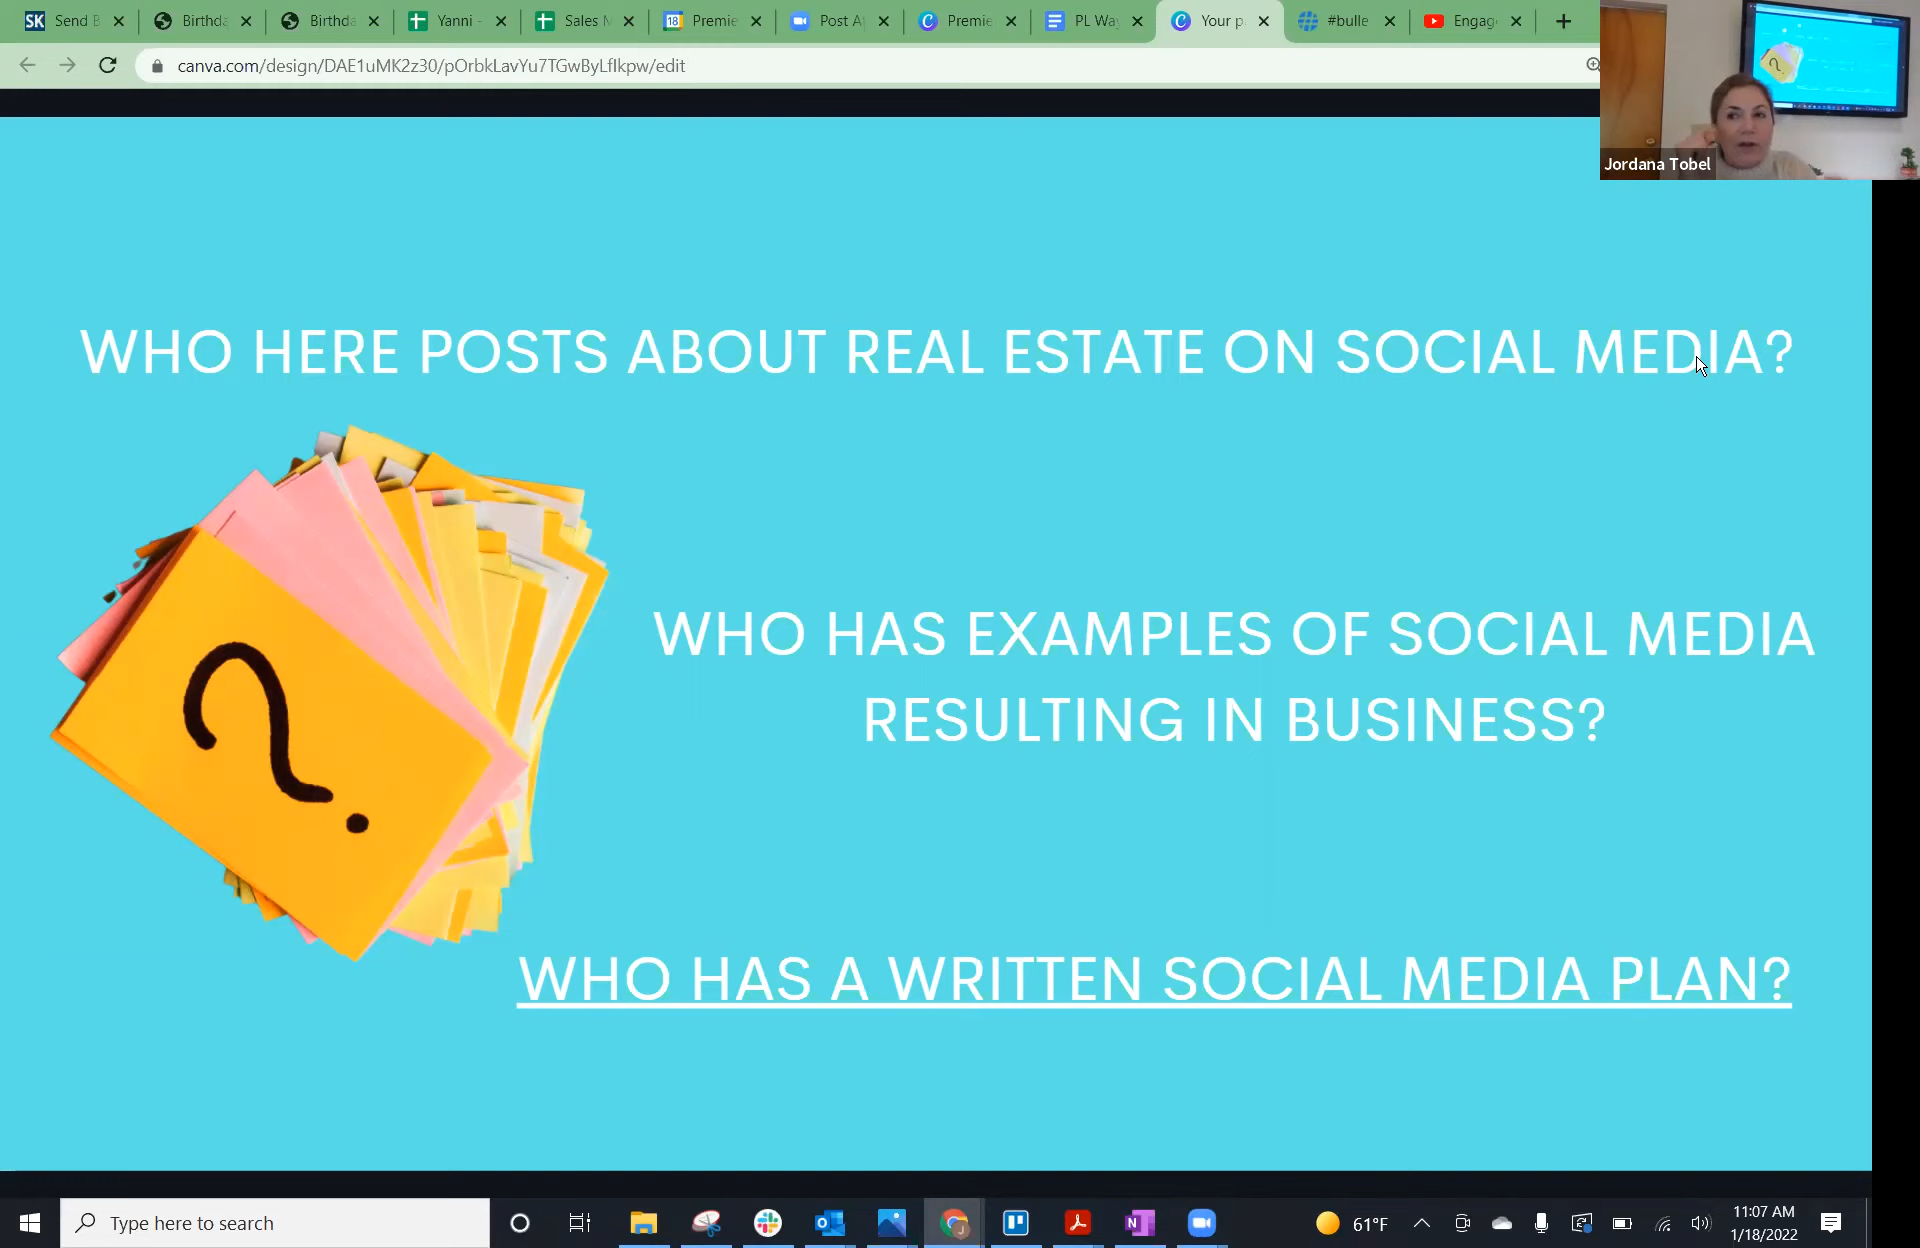 SK Send B
Birthda
Birthda
Yanni -
Sales M
18 Premie
Post A
Premie
PL Way
Your p
#bulle
Engag
canva.com/design/DAE1uMK2z30/pOrbkLavYu7TGwByLfIkpw/edit
Jordana Tobel
WHO HERE POSTS ABOUT REAL ESTATE ON SOCIAL MEDIA?
?
WHO HAS EXAMPLES OF SOCIAL MEDIA
RESULTING IN BUSINESS?
WHO HAS A WRITTEN SOCIAL MEDIA PLAN?
Type here to search
61°F
11:07 AM
1/18/2022